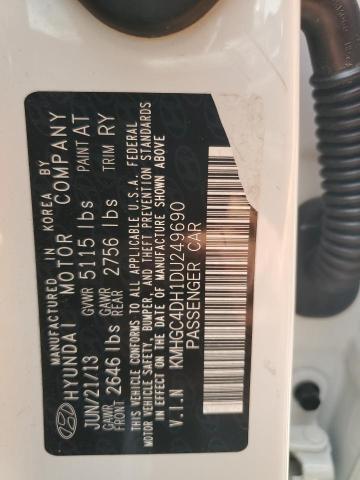 MANUFACTURED IN KOREA BY
HYUNDAI MOTOR COMPANY
JUN/21/13 GVWR 5115 lbs PAINT AT
GAWR FRONT 2646 lbs GAWR REAR 2756 lbs TRIM RY
THIS VEHICLE CONFORMS TO ALL APPLICABLE U.S.A. FEDERAL
MOTOR VEHICLE SAFETY, BUMPER, AND THEFT PREVENTION STANDARDS
IN EFFECT ON THE DATE OF MANUFACTURE SHOWN ABOVE
V.I.N KMHGC4DH1DU249690
PASSENGER CAR